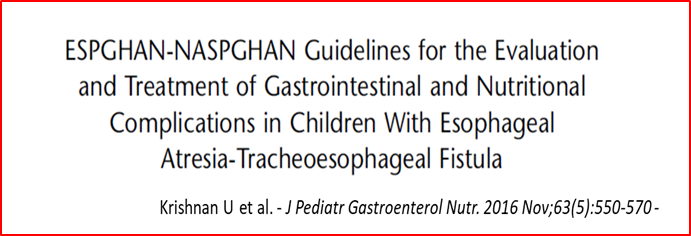 ESPGHAN-NASPGHAN Guidelines for the Evaluation
and Treatment of Gastrointestinal and Nutritional
Complications in Children With Esophageal
Atresia-Tracheoesophageal Fistula
Krishnan U et al. - J Pediatr Gastroenterol Nutr. 2016 Nov;63(5):550-570 -